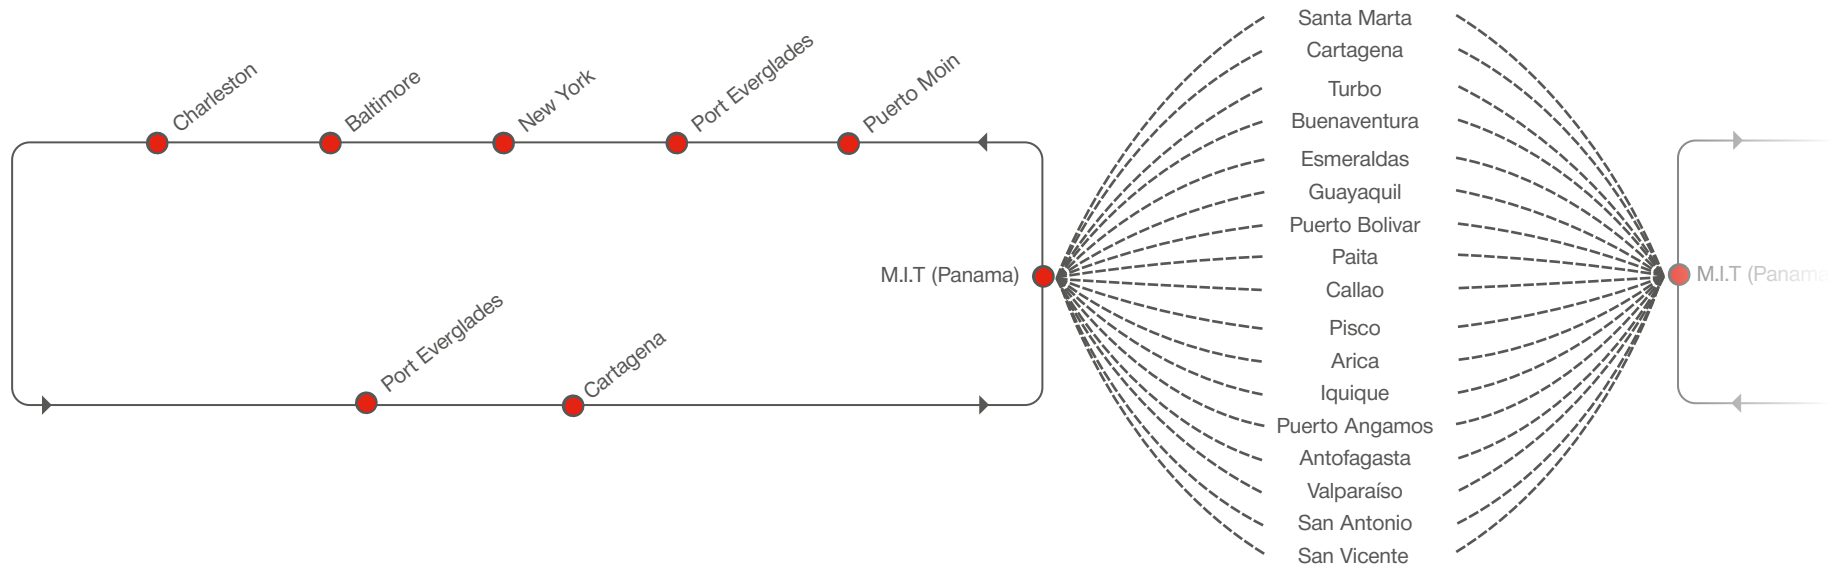 Charleston
Baltimore
New York
Port Everglades
Puerto Moin
M.I.T (Panama)
Port Everglades
Cartagena
Santa Marta
Cartagena
Turbo
Buenaventura
Esmeraldas
Guayaquil
Puerto Bolivar
Paita
Callao
Pisco
Arica
Iquique
Puerto Angamos
Antofagasta
Valparaíso
San Antonio
San Vicente
M.I.T (Panama